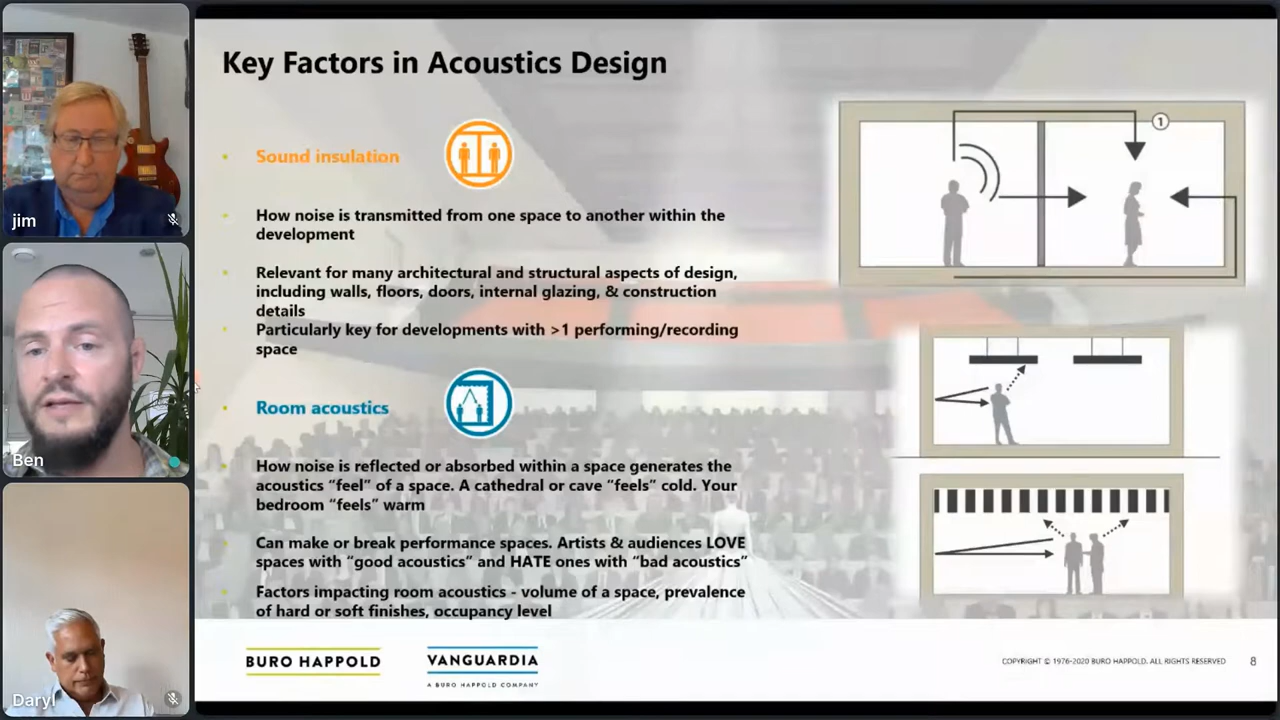 Key Factors in Acoustics Design
Sound insulation
How noise is transmitted from one space to another within the
development
Relevant for many architectural and structural aspects of design,
including walls, floors, doors, internal glazing, & construction
details
Particularly key for developments with >1 performing/recording
space
Room acoustics
How noise is reflected or absorbed within a space generates the
acoustics “feel” of a space. A cathedral or cave “feels” cold. Your
bedroom “feels” warm
Can make or break performance spaces. Artists & audiences LOVE
spaces with “good acoustics” and HATE ones with “bad acoustics”
Factors impacting room acoustics - volume of a space, prevalence
of hard or soft finishes, occupancy level
1
BURO HAPPOLD
VANGUARDIA
A BURO HAPPOLD COMPANY
COPYRIGHT © 1976-2020 BURO HAPPOLD. ALL RIGHTS RESERVED
8
jim
Ben
Daryl